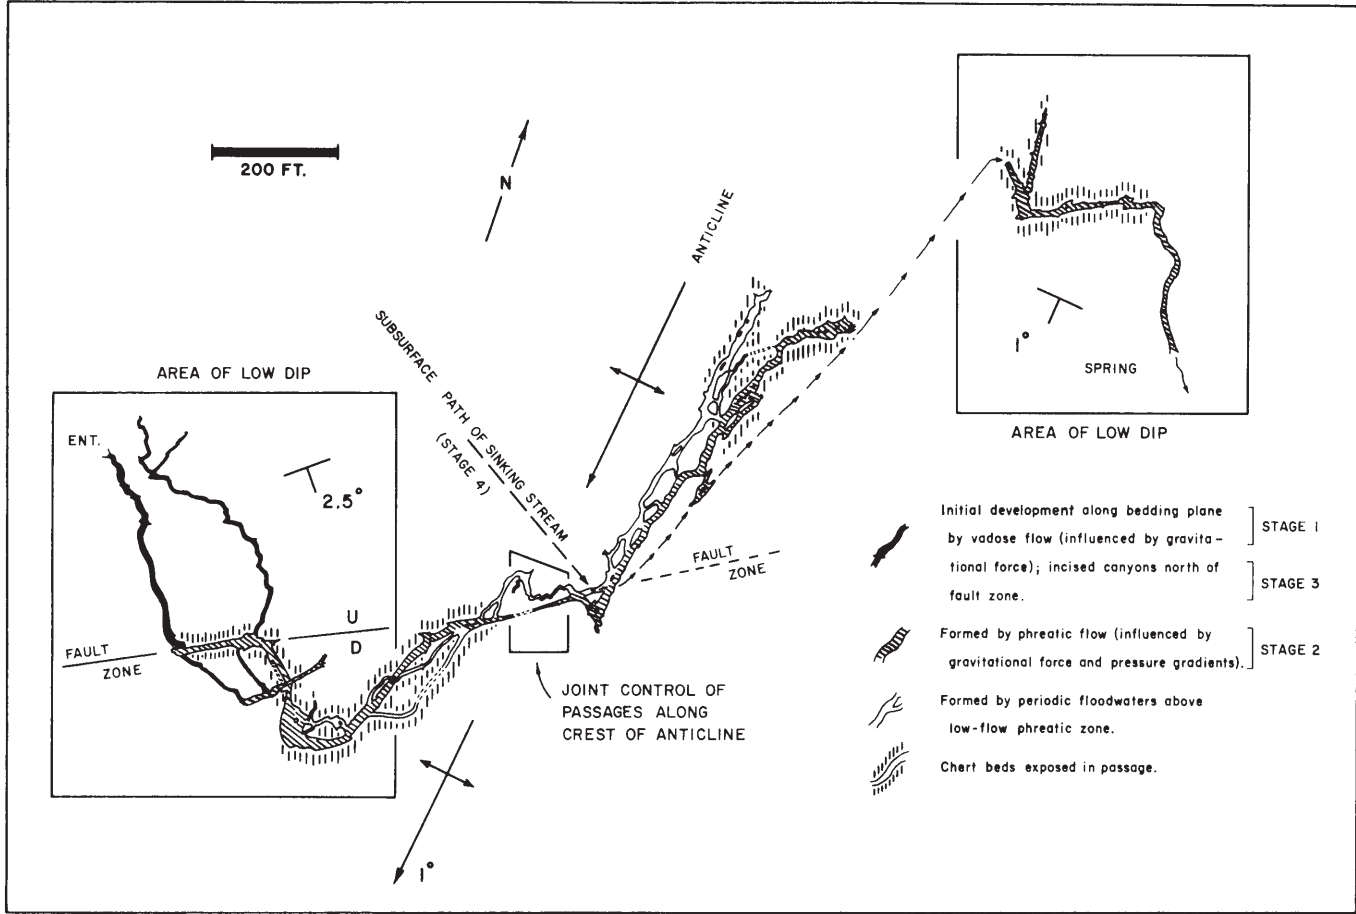 200 FT.
N
ANTICLINE
SUBSURFACE PATH OF SINKING STREAM
(STAGE 4)
AREA OF LOW DIP
ENT.
2.5°
U
D
FAULT
ZONE
FAULT
ZONE
JOINT CONTROL OF
PASSAGES ALONG
CREST OF ANTICLINE
1°
1°
SPRING
AREA OF LOW DIP
Initial development along bedding plane
by vadose flow (influenced by gravita-
tional force); incised canyons north of
fault zone.
STAGE 1
STAGE 3
Formed by phreatic flow (influenced by
gravitational force and pressure gradients).
STAGE 2
Formed by periodic floodwaters above
low-flow phreatic zone.
Chert beds exposed in passage.